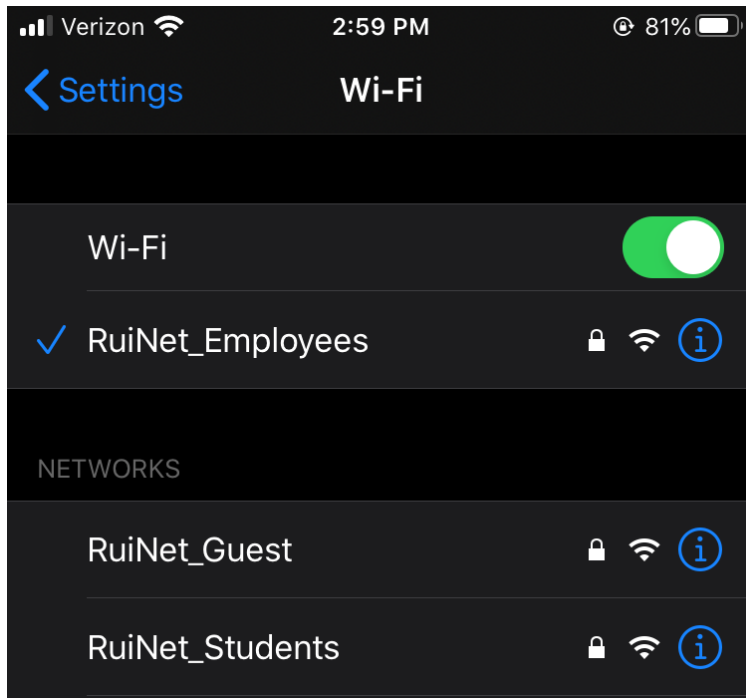 Verizon 2:59 PM 81%
Settings Wi-Fi
Wi-Fi
RuiNet_Employees
NETWORKS
RuiNet_Guest
RuiNet_Students